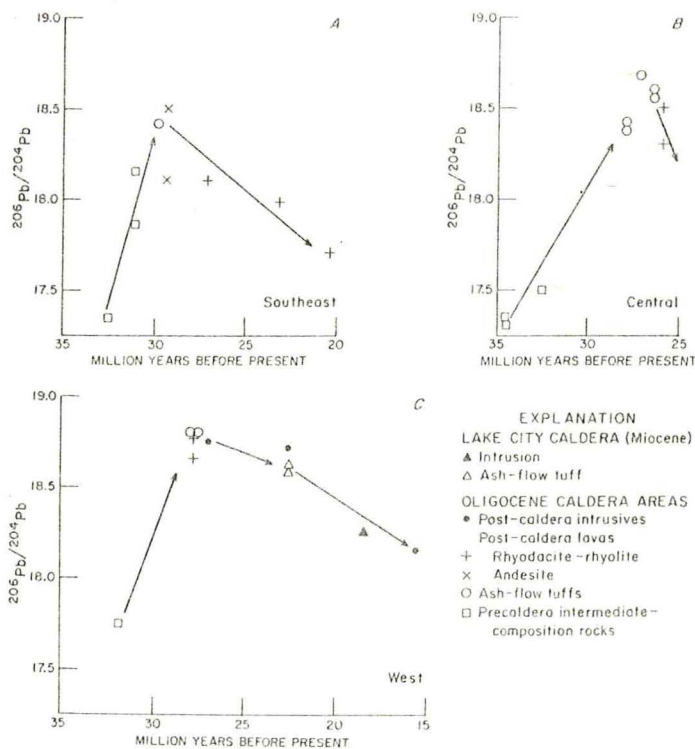 A
19.0
18.5
18.0
17.5
206Pb/204Pb
Southeast
35 30 25 20
MILLION YEARS BEFORE PRESENT
B
19.0
18.5
18.0
17.5
206Pb/204Pb
Central
35 30 25
MILLION YEARS BEFORE PRESENT
C
19.0
18.5
18.0
17.5
206Pb/204Pb
West
35 30 25 20 15
MILLION YEARS BEFORE PRESENT
EXPLANATION
LAKE CITY CALDERA (Miocene)
Intrusion
Ash-flow tuff
OLIGOCENE CALDERA AREAS
Post-caldera intrusives
Post-caldera lavas
Rhyodacite-rhyolite
Andesite
Ash-flow tuffs
Precaldera intermediate-
composition rocks